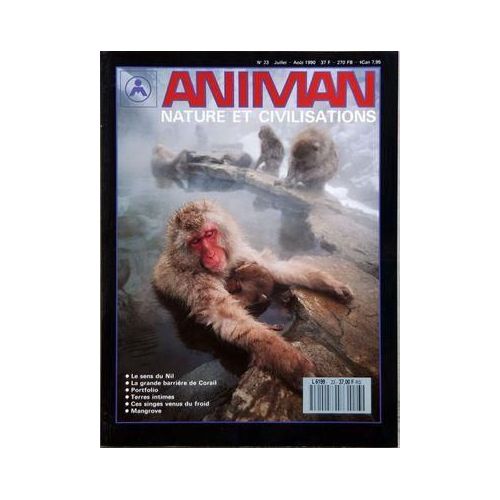 N° 23 Juillet - Août 1990 37 F - 270 FB - $Can 7,95
ANIMAN
NATURE ET CIVILISATIONS
• Le sens du Nil
• La grande barrière de Corail
• Portfolio
• Terres intimes
• Ces singes venus du froid
• Mangrove
L 6199 - 23 - 37,00 F-RD